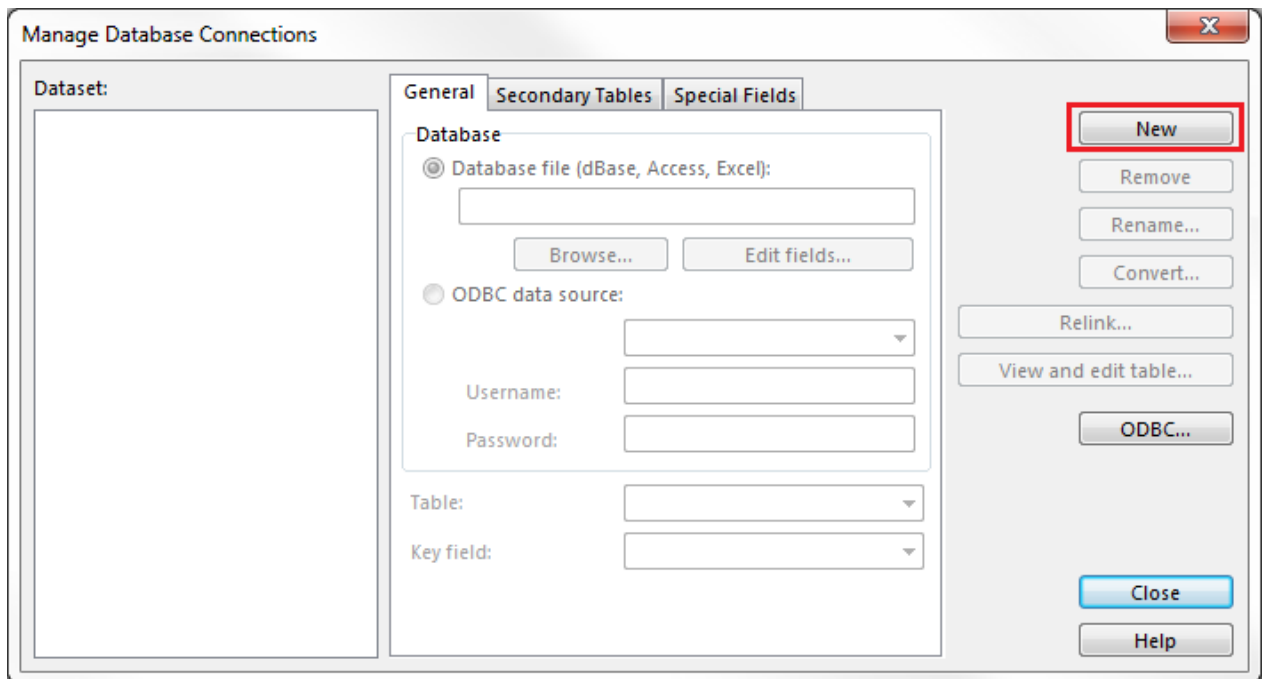 Manage Database Connections
x
Dataset:
General
Secondary Tables
Special Fields
Database
Database file (dBase, Access, Excel):
Browse...
Edit fields...
ODBC data source:
Username:
Password:
Table:
Key field:
New
Remove
Rename...
Convert...
Relink...
View and edit table...
ODBC...
Close
Help